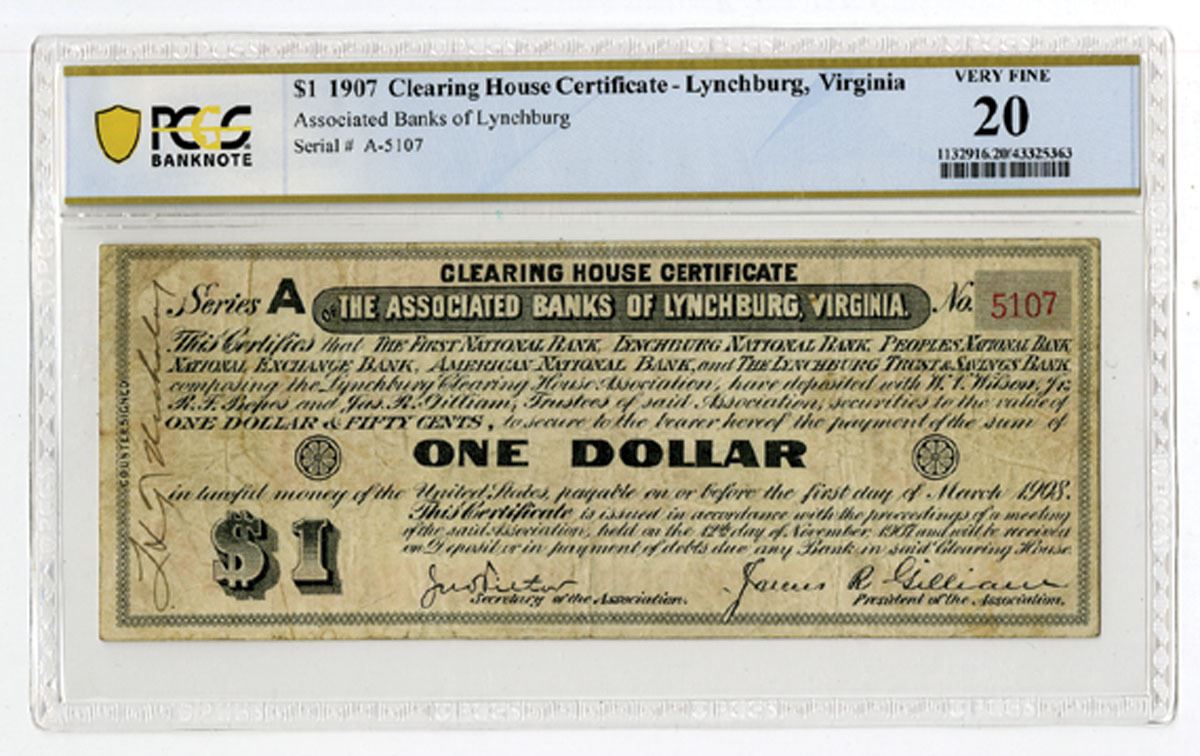 $1 1907 Clearing House Certificate - Lynchburg, Virginia
Associated Banks of Lynchburg
Serial # A-5107
PCGS
BANKNOTE
VERY FINE
20
1132916.20/43325363
CLEARING HOUSE CERTIFICATE
Series A
OF THE ASSOCIATED BANKS OF LYNCHBURG, VIRGINIA.
No. 5107
This Certifies that THE FIRST NATIONAL BANK, LYNCHBURG NATIONAL BANK, PEOPLES NATIONAL BANK
NATIONAL EXCHANGE BANK, AMERICAN NATIONAL BANK, and THE LYNCHBURG TRUST & SAVINGS BANK
composing the Lynchburg Clearing House Association, have deposited with W. V. Wilson, Jr.
R. F. and Jas. R. Gilliam, Trustees of said Association, securities to the value of
ONE DOLLAR & FIFTY CENTS, to secure to the bearer hereof the payment of the sum of
ONE DOLLAR
in lawful money of the United States, payable on or before the first day of March 1908.
This Certificate is issued in accordance with the proceedings of a meeting
of the said Association, held on the 12th day of November 1907 and will be received
on Deposit or in payment of debts due any Bank in said Clearing House.
$1
James R Gilliam
Secretary of the Association.
President of the Association.
COUNTERSIGNED